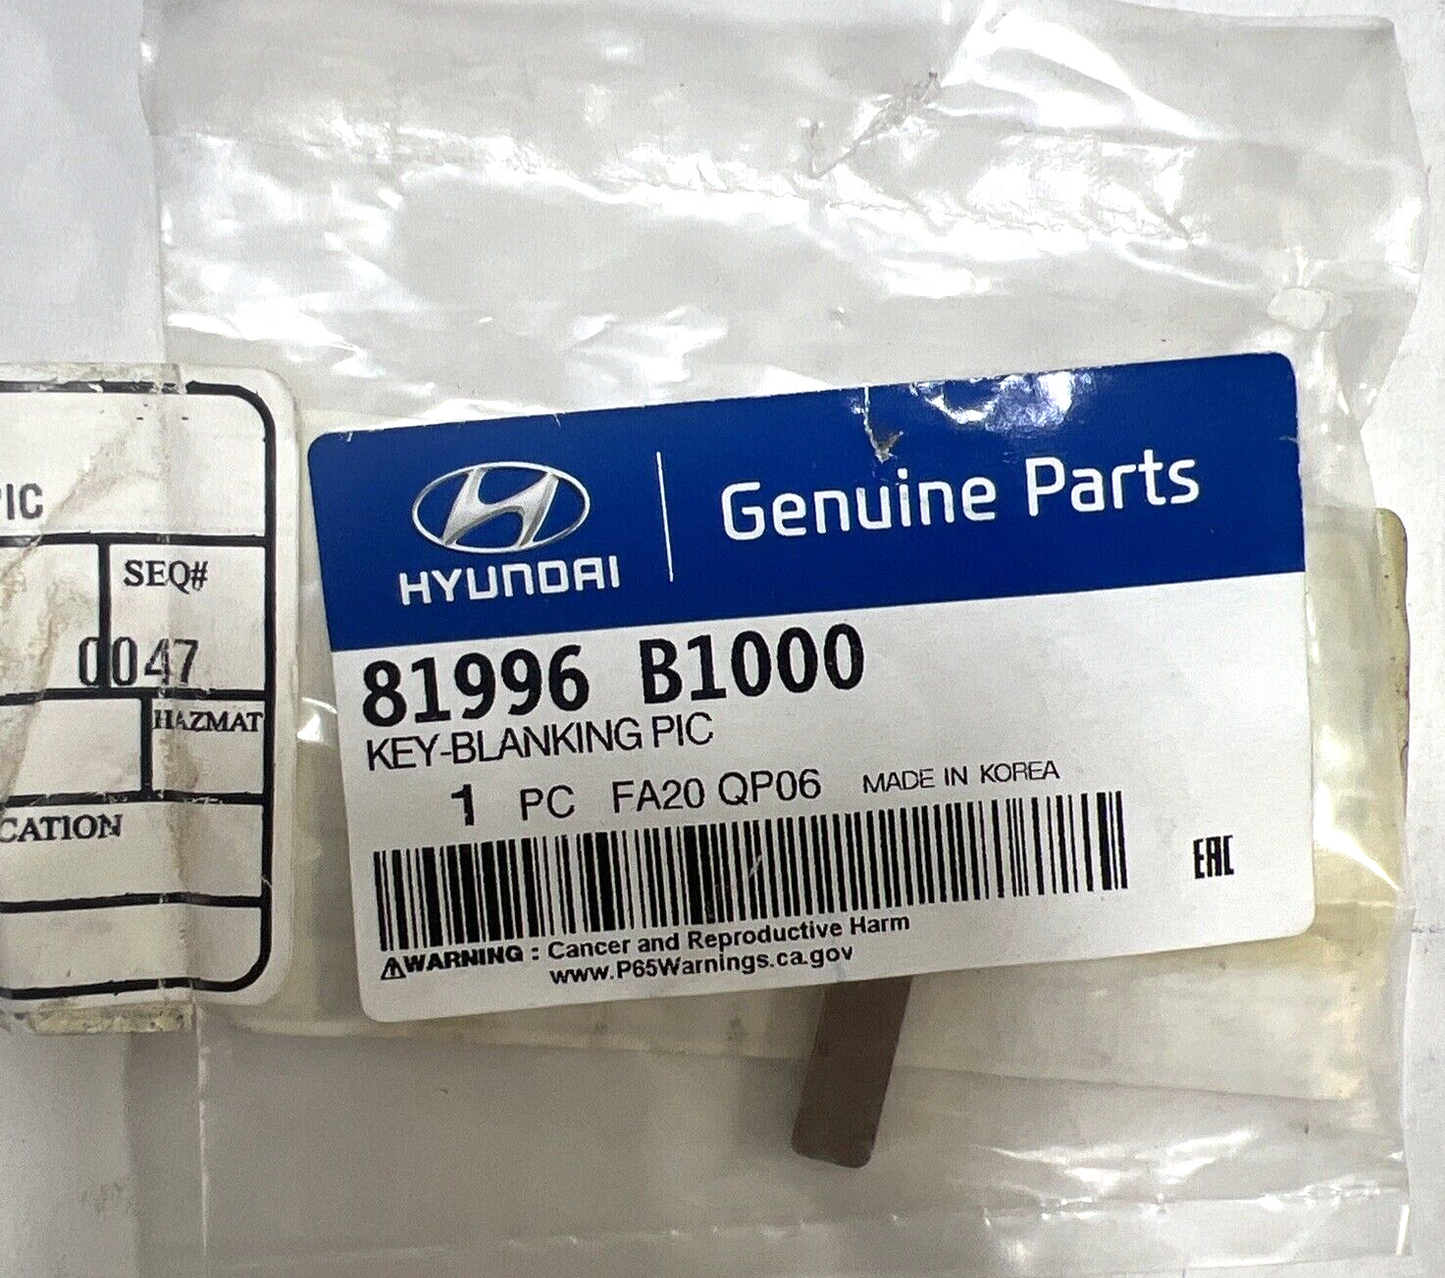 PIC
SEQ#
0047
HAZMAT
HYUNDAI
Genuine Parts
81996 B1000
KEY-BLANKING PIC
1 PC FA20 QP06 MADE IN KOREA
EAC
WARNING : Cancer and Reproductive Harm
www.P65Warnings.ca.gov